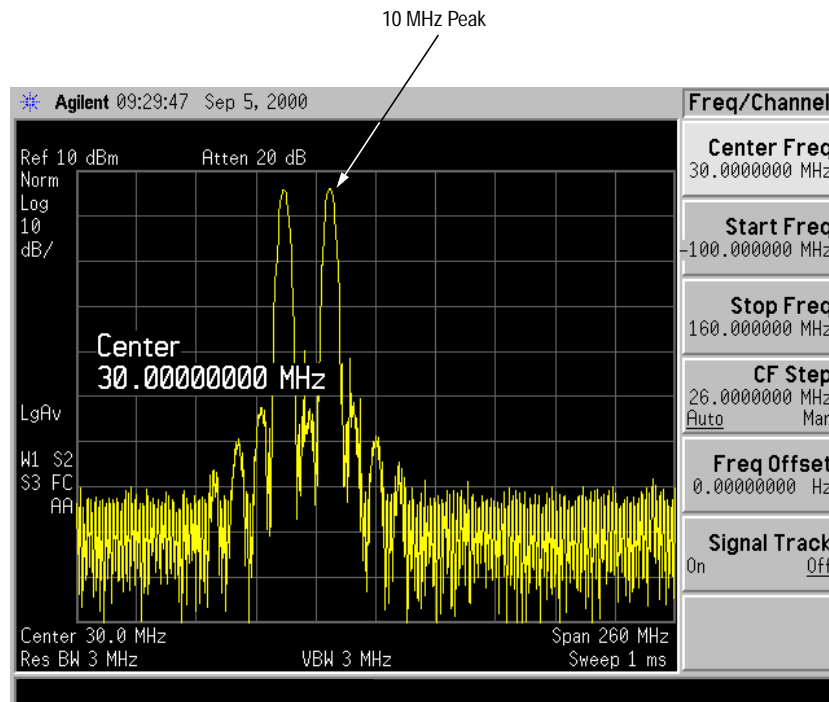 10 MHz Peak
Agilent 09:29:47 Sep 5, 2000
Freq/Channel
Ref 10 dBm Atten 20 dB
Norm
Log
10
dB/
Center
30.00000000 MHz
LgAv
W1 S2
S3 FC
AA
Center 30.0 MHz Span 260 MHz
Res BW 3 MHz VBW 3 MHz Sweep 1 ms
Center Freq
30.0000000 MHz
Start Freq
-100.000000 MHz
Stop Freq
160.000000 MHz
CF Step
26.0000000 MHz
Auto Man
Freq Offset
0.00000000 Hz
Signal Track
On Off